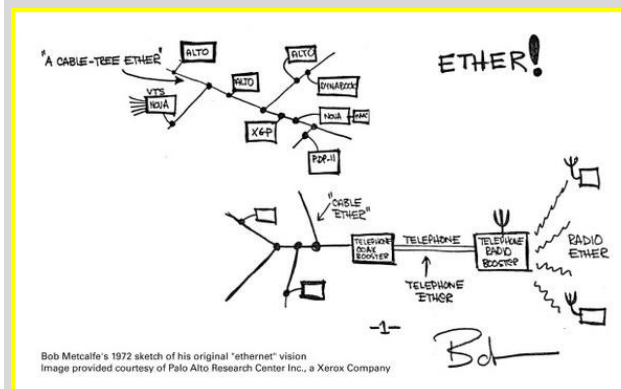 "A CABLE-TREE ETHER"
ALTO
ALTO
ETHER!
ALTO
DYNABOOK
VTS
NOVA
NOVA
XGP
PDP-11
"CABLE
ETHER"
TELEPHONE
COAX
BOOSTER
TELEPHONE
TELEPHONE
ETHER
TELEPHONE
RADIO
BOOSTER
RADIO
ETHER
-1-
Bob
Bob Metcalfe's 1972 sketch of his original "ethernet" vision
Image provided courtesy of Palo Alto Research Center Inc., a Xerox Company